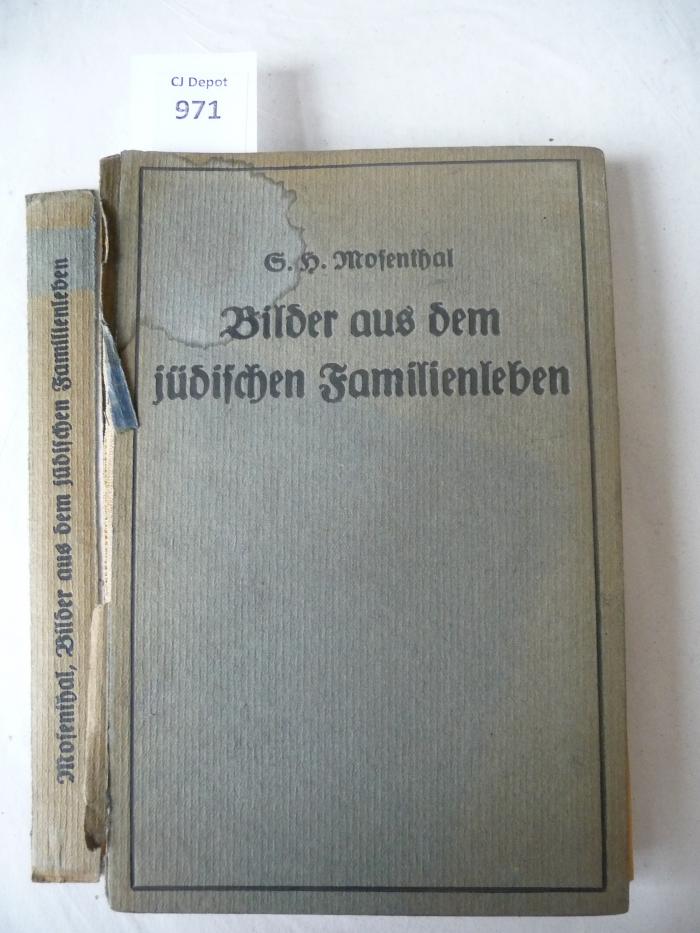 CJ Depot
971
S. H. Mosenthal
Bilder aus dem
jüdischen Familienleben
Mosenthal, Bilder aus dem jüdischen Familienleben